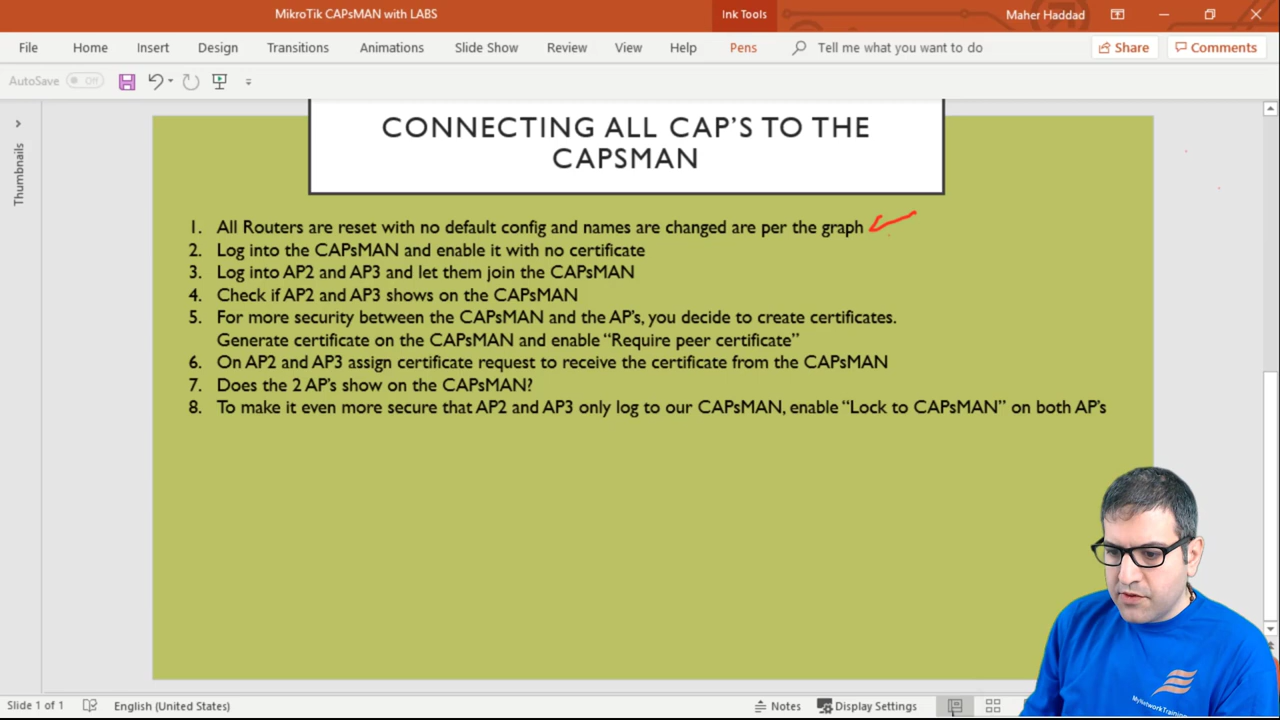 MikroTik CAPsMAN with LABS
Ink Tools
Maher Haddad
File Home Insert Design Transitions Animations Slide Show Review View Help Pens Tell me what you want to do Share Comments
AutoSave Off
Thumbnails
CONNECTING ALL CAP'S TO THE
CAPSMAN
1. All Routers are reset with no default config and names are changed are per the graph
2. Log into the CAPsMAN and enable it with no certificate
3. Log into AP2 and AP3 and let them join the CAPsMAN
4. Check if AP2 and AP3 shows on the CAPsMAN
5. For more security between the CAPsMAN and the AP's, you decide to create certificates.
Generate certificate on the CAPsMAN and enable “Require peer certificate”
6. On AP2 and AP3 assign certificate request to receive the certificate from the CAPsMAN
7. Does the 2 AP's show on the CAPsMAN?
8. To make it even more secure that AP2 and AP3 only log to our CAPsMAN, enable “Lock to CAPsMAN” on both AP's
MyNetworkTraining
Slide 1 of 1 English (United States) Notes Display Settings